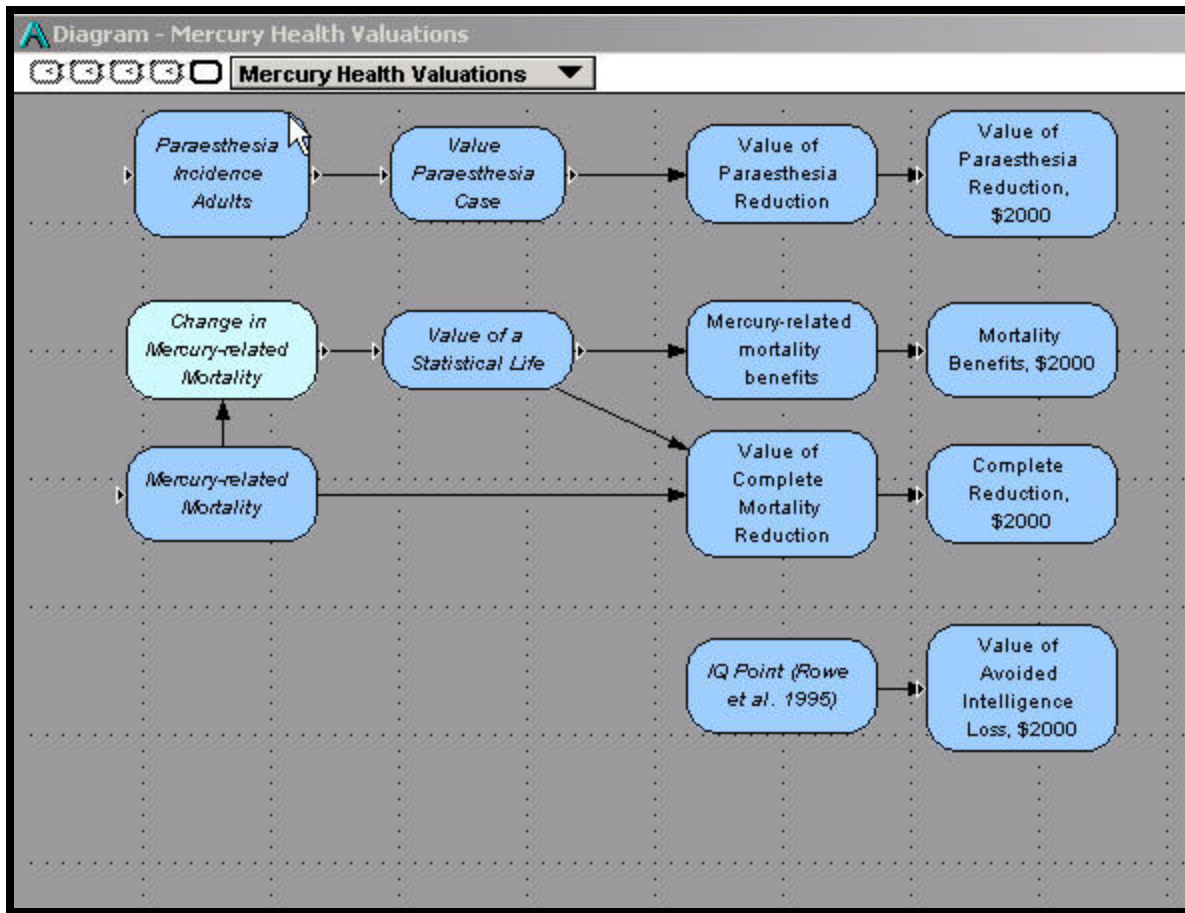 Diagram - Mercury Health Valuations
Mercury Health Valuations
Paraesthesia
Incidence
Adults
Value
Paraesthesia
Case
Value of
Paraesthesia
Reduction
Value of
Paraesthesia
Reduction,
$2000
Change in
Mercury-related
Mortality
Value of a
Statistical Life
Mercury-related
mortality
benefits
Mortality
Benefits, $2000
Mercury-related
Mortality
Value of
Complete
Mortality
Reduction
Complete
Reduction,
$2000
IQ Point (Rowe
et al. 1995)
Value of
Avoided
Intelligence
Loss, $2000